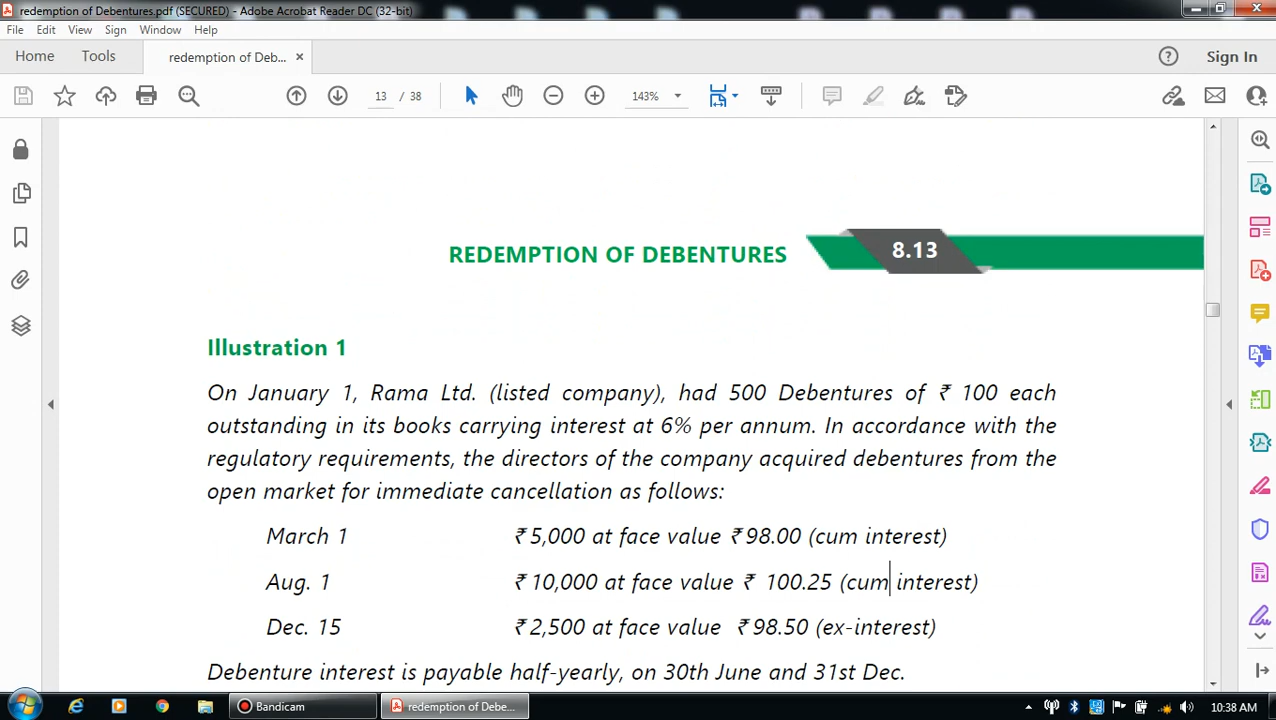 redemption of Debentures.pdf (SECURED) - Adobe Acrobat Reader DC (32-bit)
File Edit View Sign Window Help
Home Tools redemption of Deb... × Sign In
13 / 38 143%
REDEMPTION OF DEBENTURES 8.13
Illustration 1
On January 1, Rama Ltd. (listed company), had 500 Debentures of ₹ 100 each
outstanding in its books carrying interest at 6% per annum. In accordance with the
regulatory requirements, the directors of the company acquired debentures from the
open market for immediate cancellation as follows:
March 1 ₹ 5,000 at face value ₹ 98.00 (cum interest)
Aug. 1 ₹ 10,000 at face value ₹ 100.25 (cum interest)
Dec. 15 ₹ 2,500 at face value ₹ 98.50 (ex-interest)
Debenture interest is payable half-yearly, on 30th June and 31st Dec.
Bandicam redemption of Debe... 10:38 AM